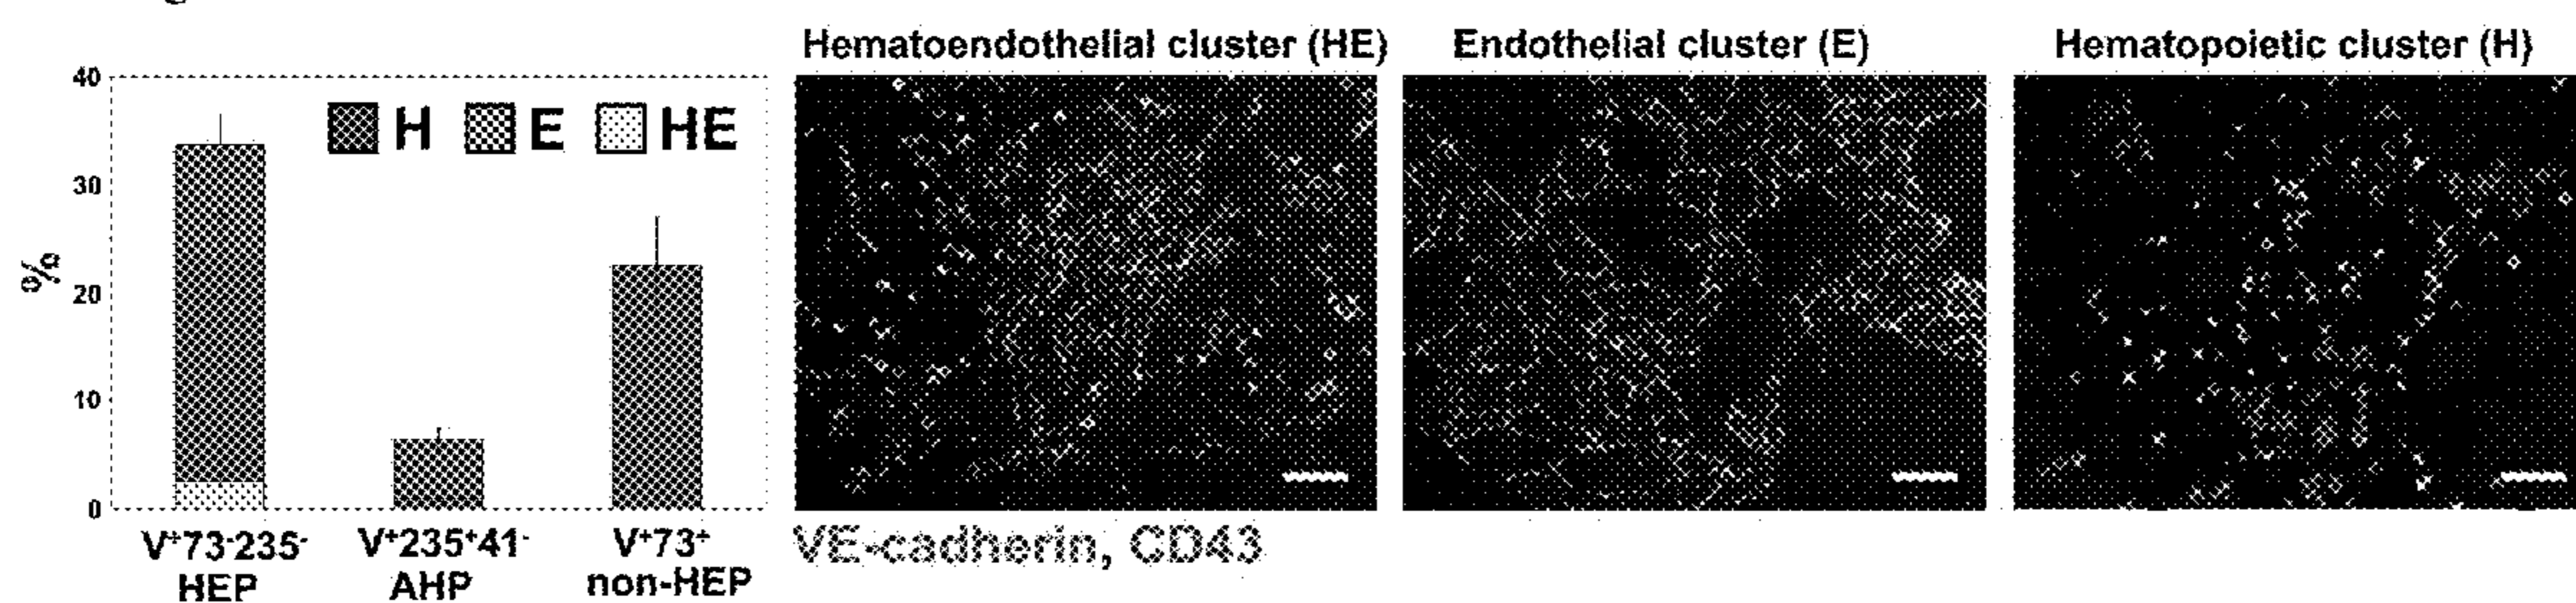 Hematoendothelial cluster (HE)
Endothelial cluster (E)
Hematopoietic cluster (H)
40
30
20
10
0
%
H E HE
V⁺73⁻235⁻
HEP
V⁺235⁺41⁻
AHP
V⁺73⁺
non-HEP
VE-cadherin, CD43